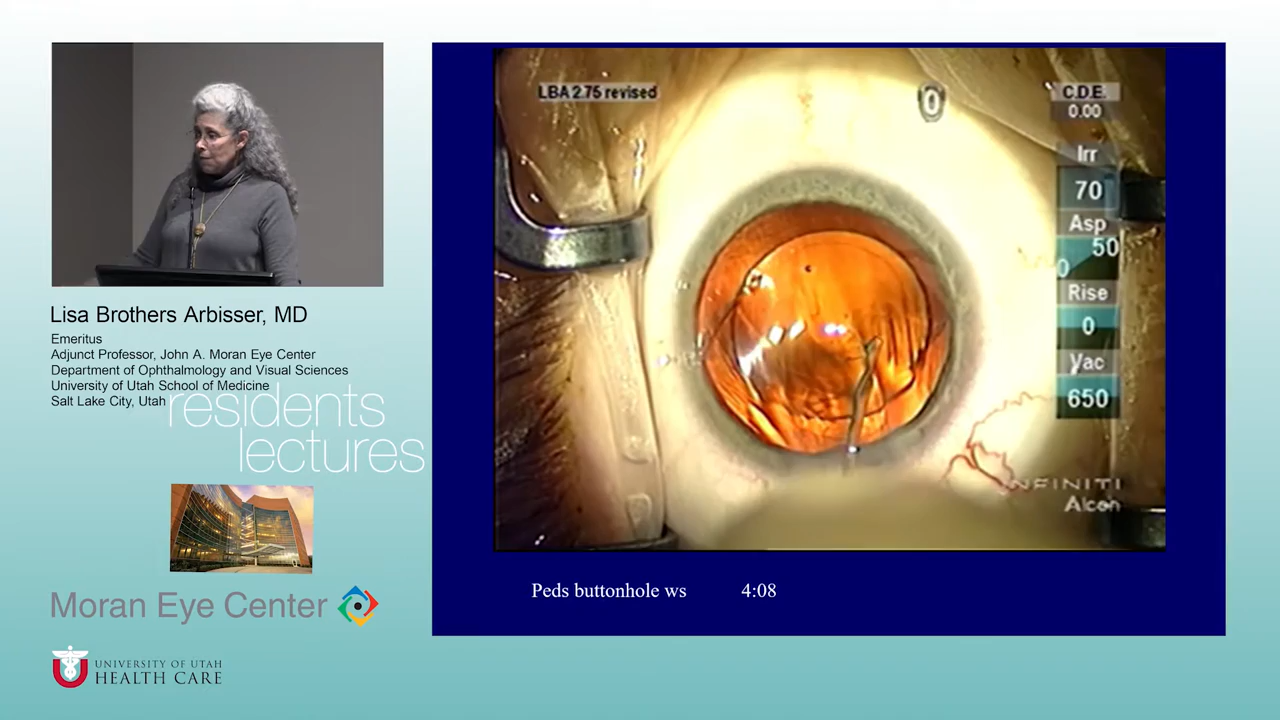 LBA 2.75 revised
0
C.D.E.
0.00
Irr
70
Asp
50
0
Rise
0
Vac
650
INFINITI
Alcon
Peds buttonhole ws 4:08
Lisa Brothers Arbisser, MD
Emeritus
Adjunct Professor, John A. Moran Eye Center
Department of Ophthalmology and Visual Sciences
University of Utah School of Medicine
Salt Lake City, Utah
residents
lectures
Moran Eye Center
UNIVERSITY OF UTAH
HEALTH CARE